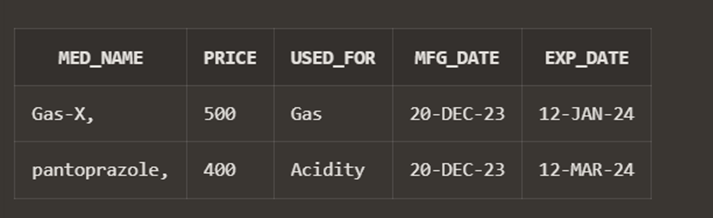 MED_NAME PRICE USED_FOR MFG_DATE EXP_DATE
Gas-X, 500 Gas 20-DEC-23 12-JAN-24
pantoprazole, 400 Acidity 20-DEC-23 12-MAR-24